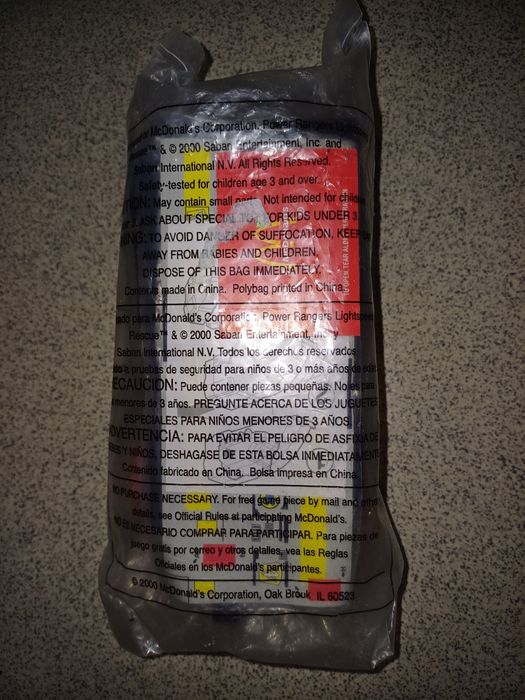 McDonald's Corporation, Power Rangers
Rescue™ & © 2000 Saban Entertainment, Inc. and
Saban International N.V. All Rights Reserved.
Safety-tested for children age 3 and over.
May contain small parts. Not intended for
ASK ABOUT SPECIAL TOY FOR KIDS UNDER 3.
TO AVOID DANGER OF SUFFOCATION, KEEP
AWAY FROM BABIES AND CHILDREN.
DISPOSE OF THIS BAG IMMEDIATELY.
Contents made in China. Polybag printed in China.
para McDonald's Corporation, Power Rangers
Rescue™ & © 2000 Saban Entertainment, Inc. y
Saban International N.V. Todos los derechos reservados
a pruebas de seguridad para niños de 3 o más años de
Puede contener piezas pequeñas. No es para
menores de 3 años. PREGUNTE ACERCA DE LOS JUGUETES
ESPECIALES PARA NIÑOS MENORES DE 3 AÑOS.
PARA EVITAR EL PELIGRO DE ASFIXIA DE
Y NIÑOS, DESHAGASE DE ESTA BOLSA INMEDIATAMENTE
Contenido fabricado en China. Bolsa impresa en China.
NO PURCHASE NECESSARY. For free game piece by mail and other
details, see Official Rules at participating McDonald's.
NO ES NECESARIO COMPRAR PARA PARTICIPAR. Para piezas de
juego gratis por correo y otros detalles, vea las Reglas
Oficiales en los McDonald's participantes.
© 2000 McDonald's Corporation, Oak Brook, IL 60523